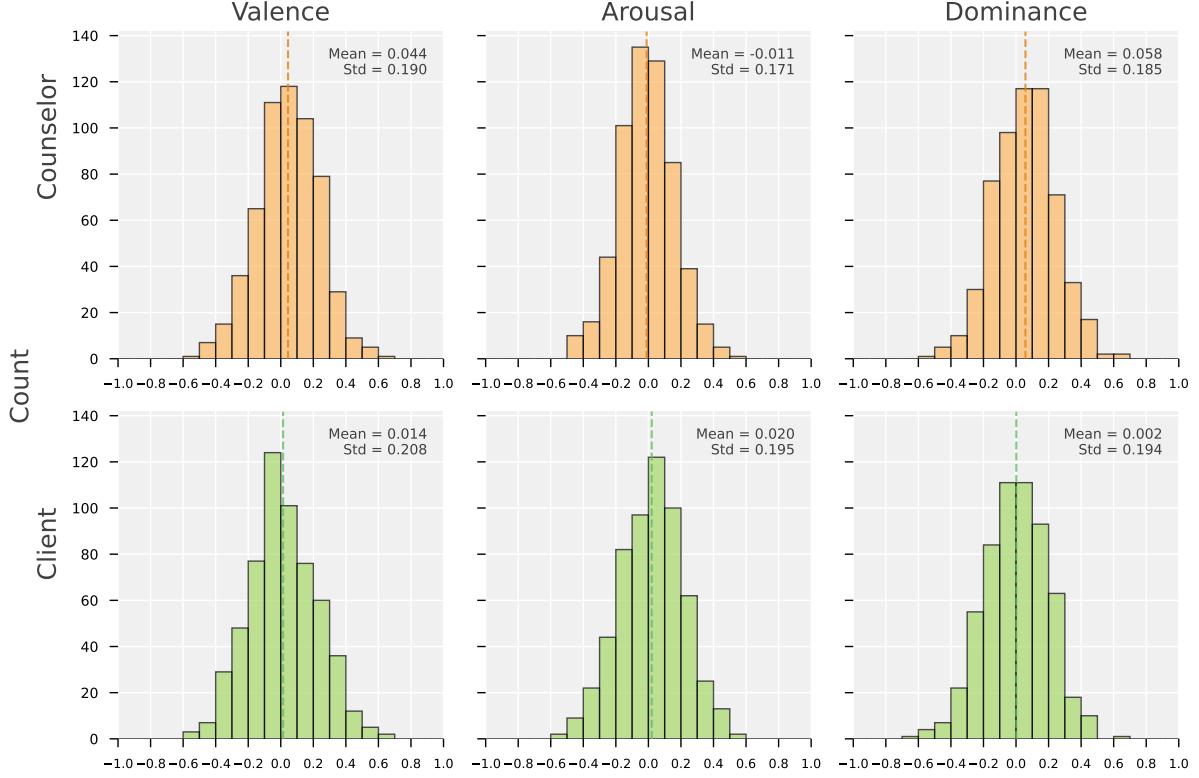 Valence Arousal Dominance
Counselor
Count
Client
140
120
100
80
60
40
20
0
Mean = 0.044
Std = 0.190
−1.0 −0.8 −0.6 −0.4 −0.2 0.0 0.2 0.4 0.6 0.8 1.0
Mean = -0.011
Std = 0.171
−1.0 −0.8 −0.6 −0.4 −0.2 0.0 0.2 0.4 0.6 0.8 1.0
Mean = 0.058
Std = 0.185
−1.0 −0.8 −0.6 −0.4 −0.2 0.0 0.2 0.4 0.6 0.8 1.0
140
120
100
80
60
40
20
0
Mean = 0.014
Std = 0.208
−1.0 −0.8 −0.6 −0.4 −0.2 0.0 0.2 0.4 0.6 0.8 1.0
Mean = 0.020
Std = 0.195
−1.0 −0.8 −0.6 −0.4 −0.2 0.0 0.2 0.4 0.6 0.8 1.0
Mean = 0.002
Std = 0.194
−1.0 −0.8 −0.6 −0.4 −0.2 0.0 0.2 0.4 0.6 0.8 1.0